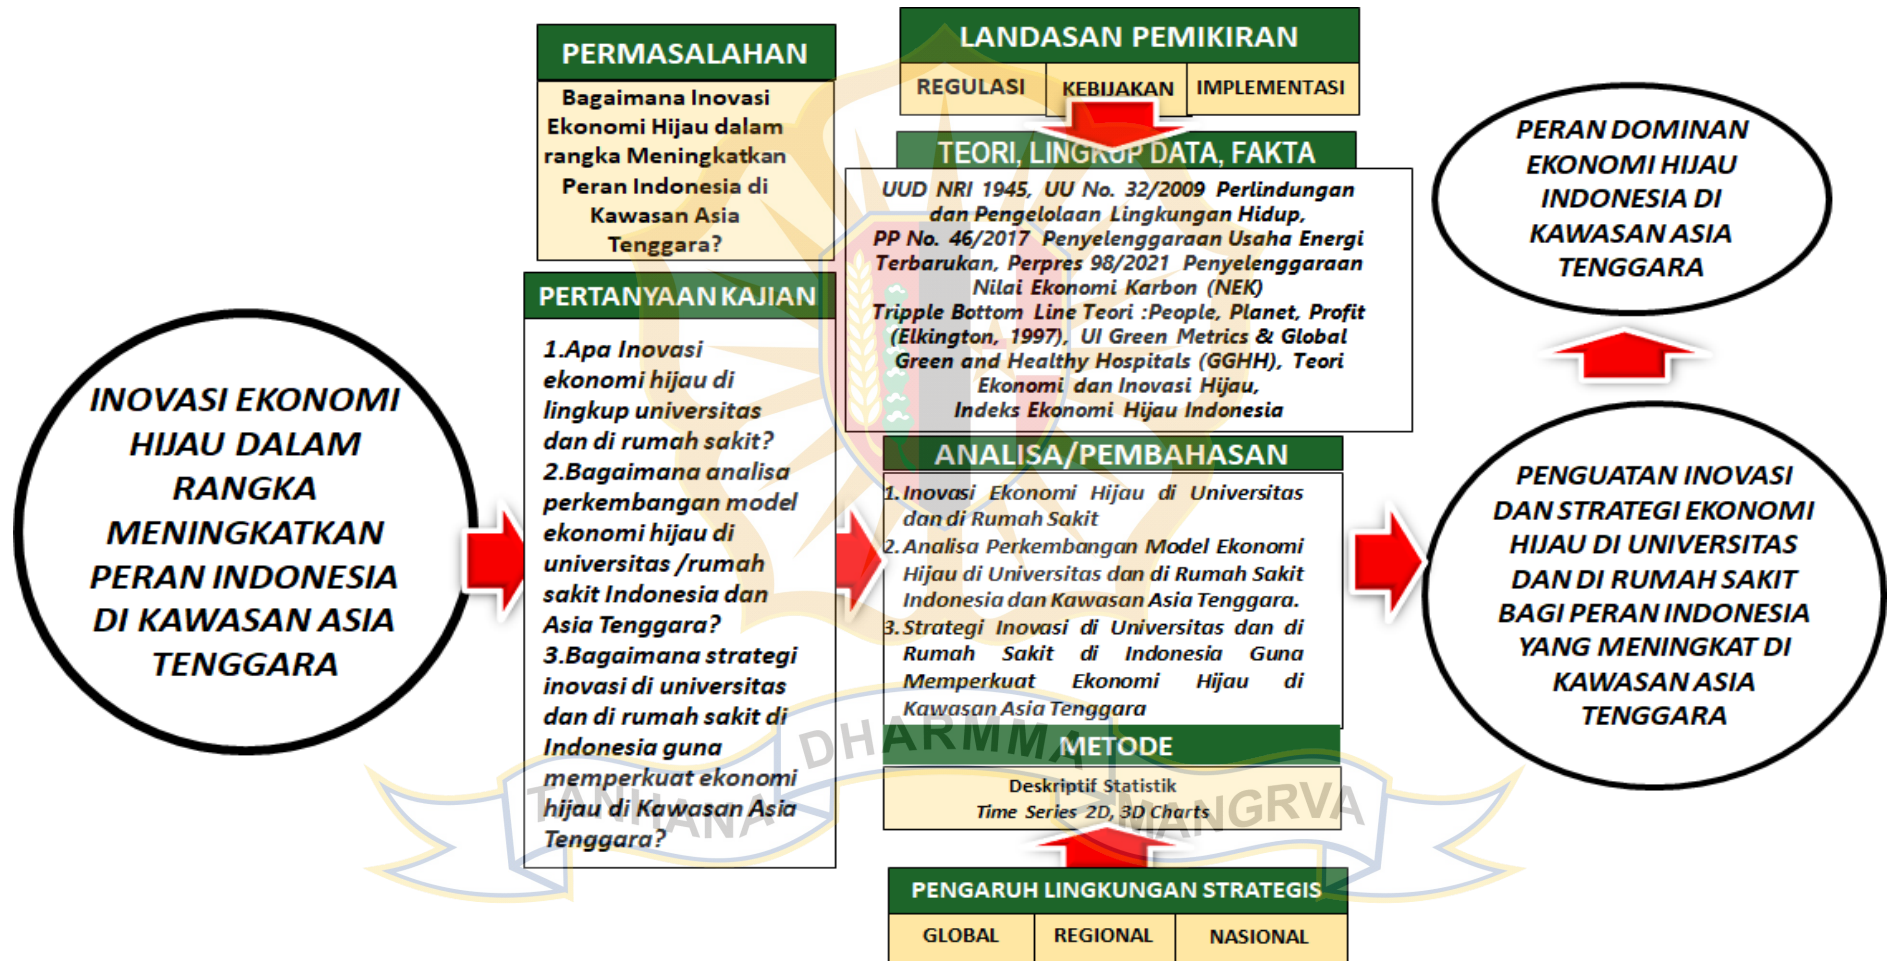 INOVASI EKONOMI
HIJAU DALAM
RANGKA
MENINGKATKAN
PERAN INDONESIA
DI KAWASAN ASIA
TENGGARA
PERMASALAHAN
Bagaimana Inovasi
Ekonomi Hijau dalam
rangka Meningkatkan
Peran Indonesia di
Kawasan Asia
Tenggara?
PERTANYAAN KAJIAN
1.Apa Inovasi
ekonomi hijau di
lingkup universitas
dan di rumah sakit?
2.Bagaimana analisa
perkembangan model
ekonomi hijau di
universitas /rumah
sakit Indonesia dan
Asia Tenggara?
3.Bagaimana strategi
inovasi di universitas
dan di rumah sakit di
Indonesia guna
memperkuat ekonomi
hijau di Kawasan Asia
Tenggara?
LANDASAN PEMIKIRAN
REGULASI KEBIJAKAN IMPLEMENTASI
TEORI, LINGKUP DATA, FAKTA
UUD NRI 1945, UU No. 32/2009 Perlindungan
dan Pengelolaan Lingkungan Hidup,
PP No. 46/2017 Penyelenggaraan Usaha Energi
Terbarukan, Perpres 98/2021 Penyelenggaraan
Nilai Ekonomi Karbon (NEK)
Tripple Bottom Line Teori :People, Planet, Profit
(Elkington, 1997), UI Green Metrics & Global
Green and Healthy Hospitals (GGHH), Teori
Ekonomi dan Inovasi Hijau,
Indeks Ekonomi Hijau Indonesia
ANALISA/PEMBAHASAN
1. Inovasi Ekonomi Hijau di Universitas
dan di Rumah Sakit
2. Analisa Perkembangan Model Ekonomi
Hijau di Universitas dan di Rumah Sakit
Indonesia dan Kawasan Asia Tenggara.
3. Strategi Inovasi di Universitas dan di
Rumah Sakit di Indonesia Guna
Memperkuat Ekonomi Hijau di
Kawasan Asia Tenggara
METODE
Deskriptif Statistik
Time Series 2D, 3D Charts
PENGARUH LINGKUNGAN STRATEGIS
GLOBAL REGIONAL NASIONAL
PERAN DOMINAN
EKONOMI HIJAU
INDONESIA DI
KAWASAN ASIA
TENGGARA
PENGUATAN INOVASI
DAN STRATEGI EKONOMI
HIJAU DI UNIVERSITAS
DAN DI RUMAH SAKIT
BAGI PERAN INDONESIA
YANG MENINGKAT DI
KAWASAN ASIA
TENGGARA
TANHANA DHARMMA MANGRVA